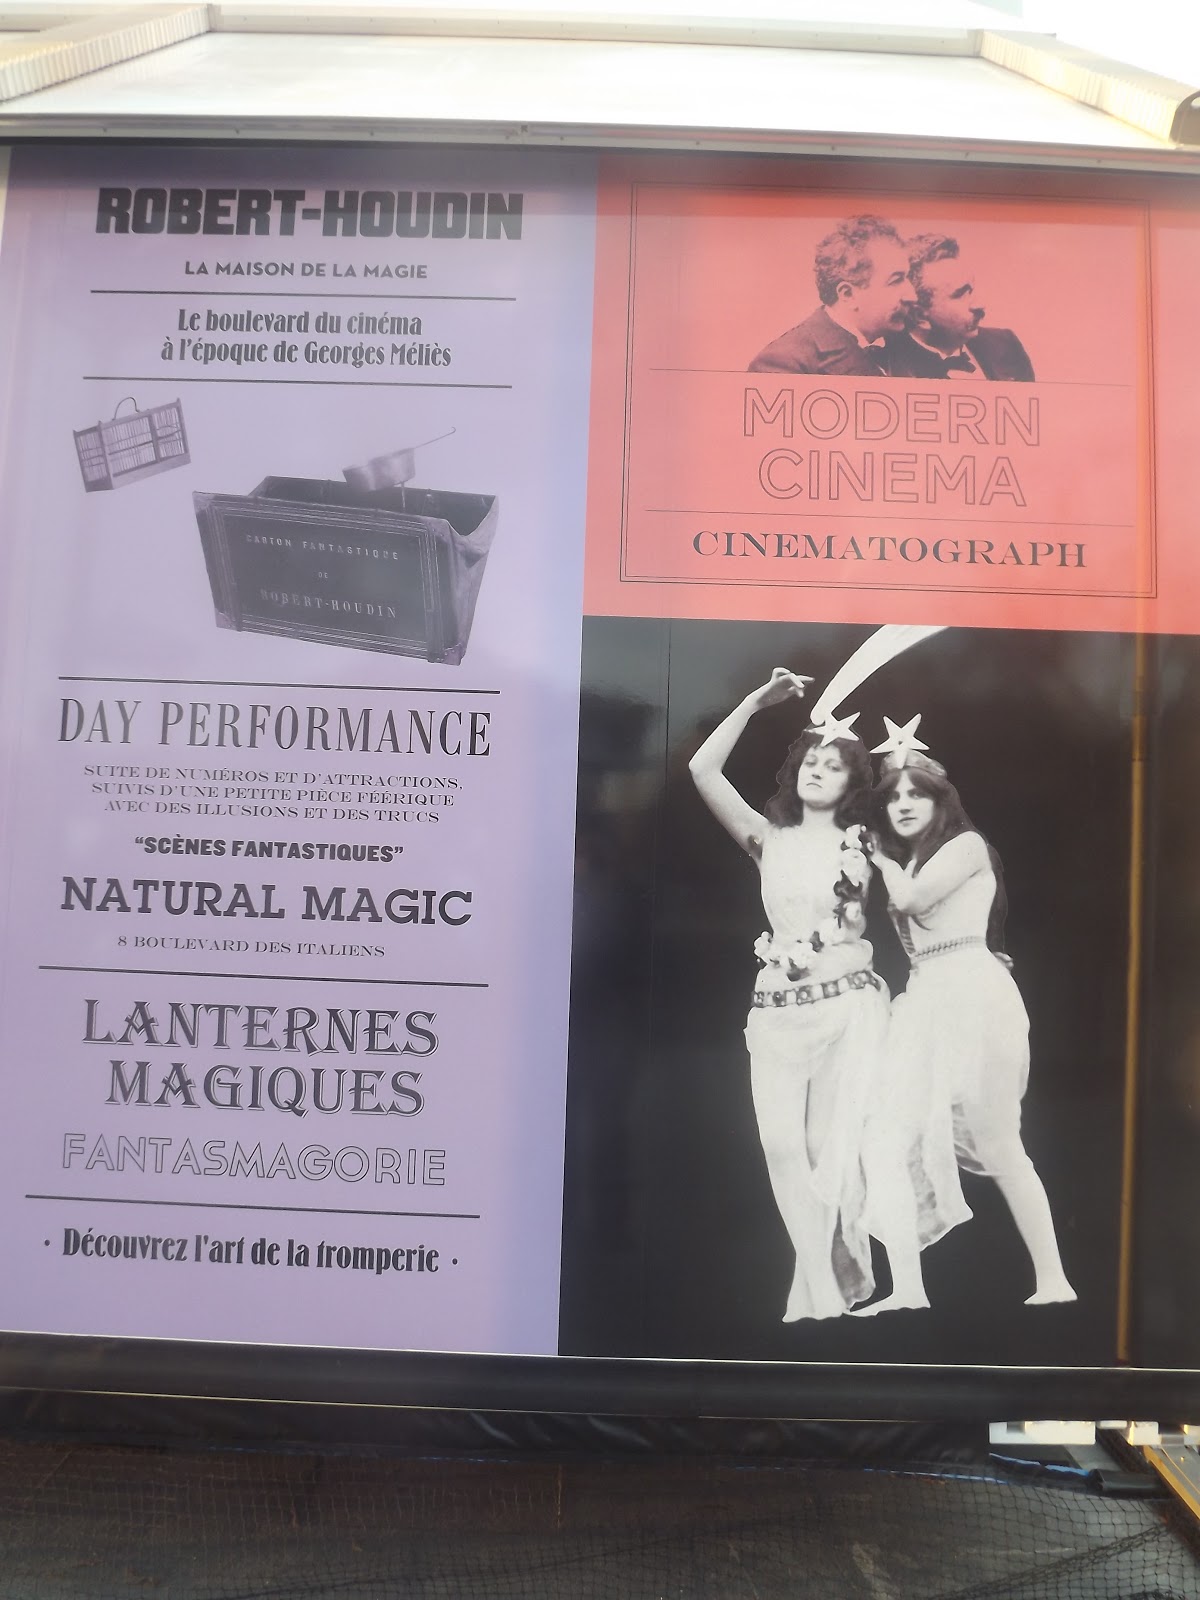 ROBERT-HOUDIN
LA MAISON DE LA MAGIE
Le boulevard du cinéma
à l'époque de Georges Méliès
CARTON FANTASTIQUE
DE
ROBERT-HOUDIN
DAY PERFORMANCE
SUITE DE NUMÉROS ET D'ATTRACTIONS,
SUIVIS D'UNE PETITE PIÈCE FÉÉRIQUE
AVEC DES ILLUSIONS ET DES TRUCS
"SCÈNES FANTASTIQUES"
NATURAL MAGIC
8 BOULEVARD DES ITALIENS
LANTERNES
MAGIQUES
FANTASMAGORIE
· Découvrez l'art de la tromperie ·
MODERN
CINEMA
CINEMATOGRAPH